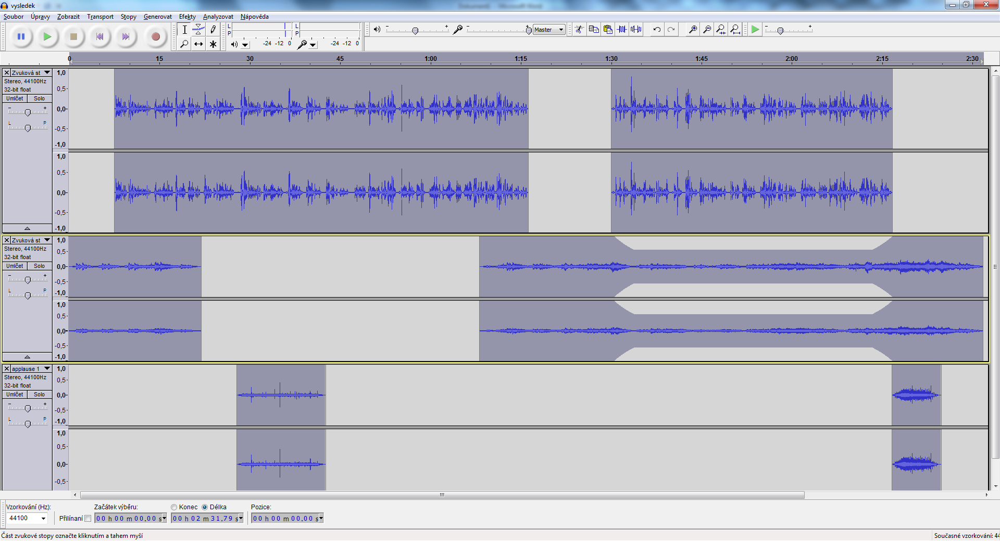 vysledek
Soubor Úpravy Zobrazit Transport Stopy Generovat Efekty Analyzovat Nápověda
L
P
-24 -12 0
L
P
-24 -12 0
Master
0 15 30 45 1:00 1:15 1:30 1:45 2:00 2:15 2:30
Zvuková st
Stereo, 44100Hz
32-bit float
Umlčet Solo
- +
L P
1,0
0,5
0,0
-0,5
-1,0
1,0
0,5
0,0
-0,5
-1,0
Zvuková st
Stereo, 44100Hz
32-bit float
Umlčet Solo
- +
L P
1,0
0,5
0,0
-0,5
-1,0
1,0
0,5
0,0
-0,5
-1,0
applause 1
Stereo, 44100Hz
32-bit float
Umlčet Solo
- +
L P
1,0
0,5
0,0
-0,5
-1,0
1,0
0,5
0,0
-0,5
Vzorkování (Hz): Začátek výběru: Konec Délka Pozice:
44100 Přilínaní 00 h 00 m 00.00 s 00 h 02 m 31.79 s 00 h 00 m 00.00 s
Část zvukové stopy označte kliknutím a tahem myší Současné vzorkování: 44